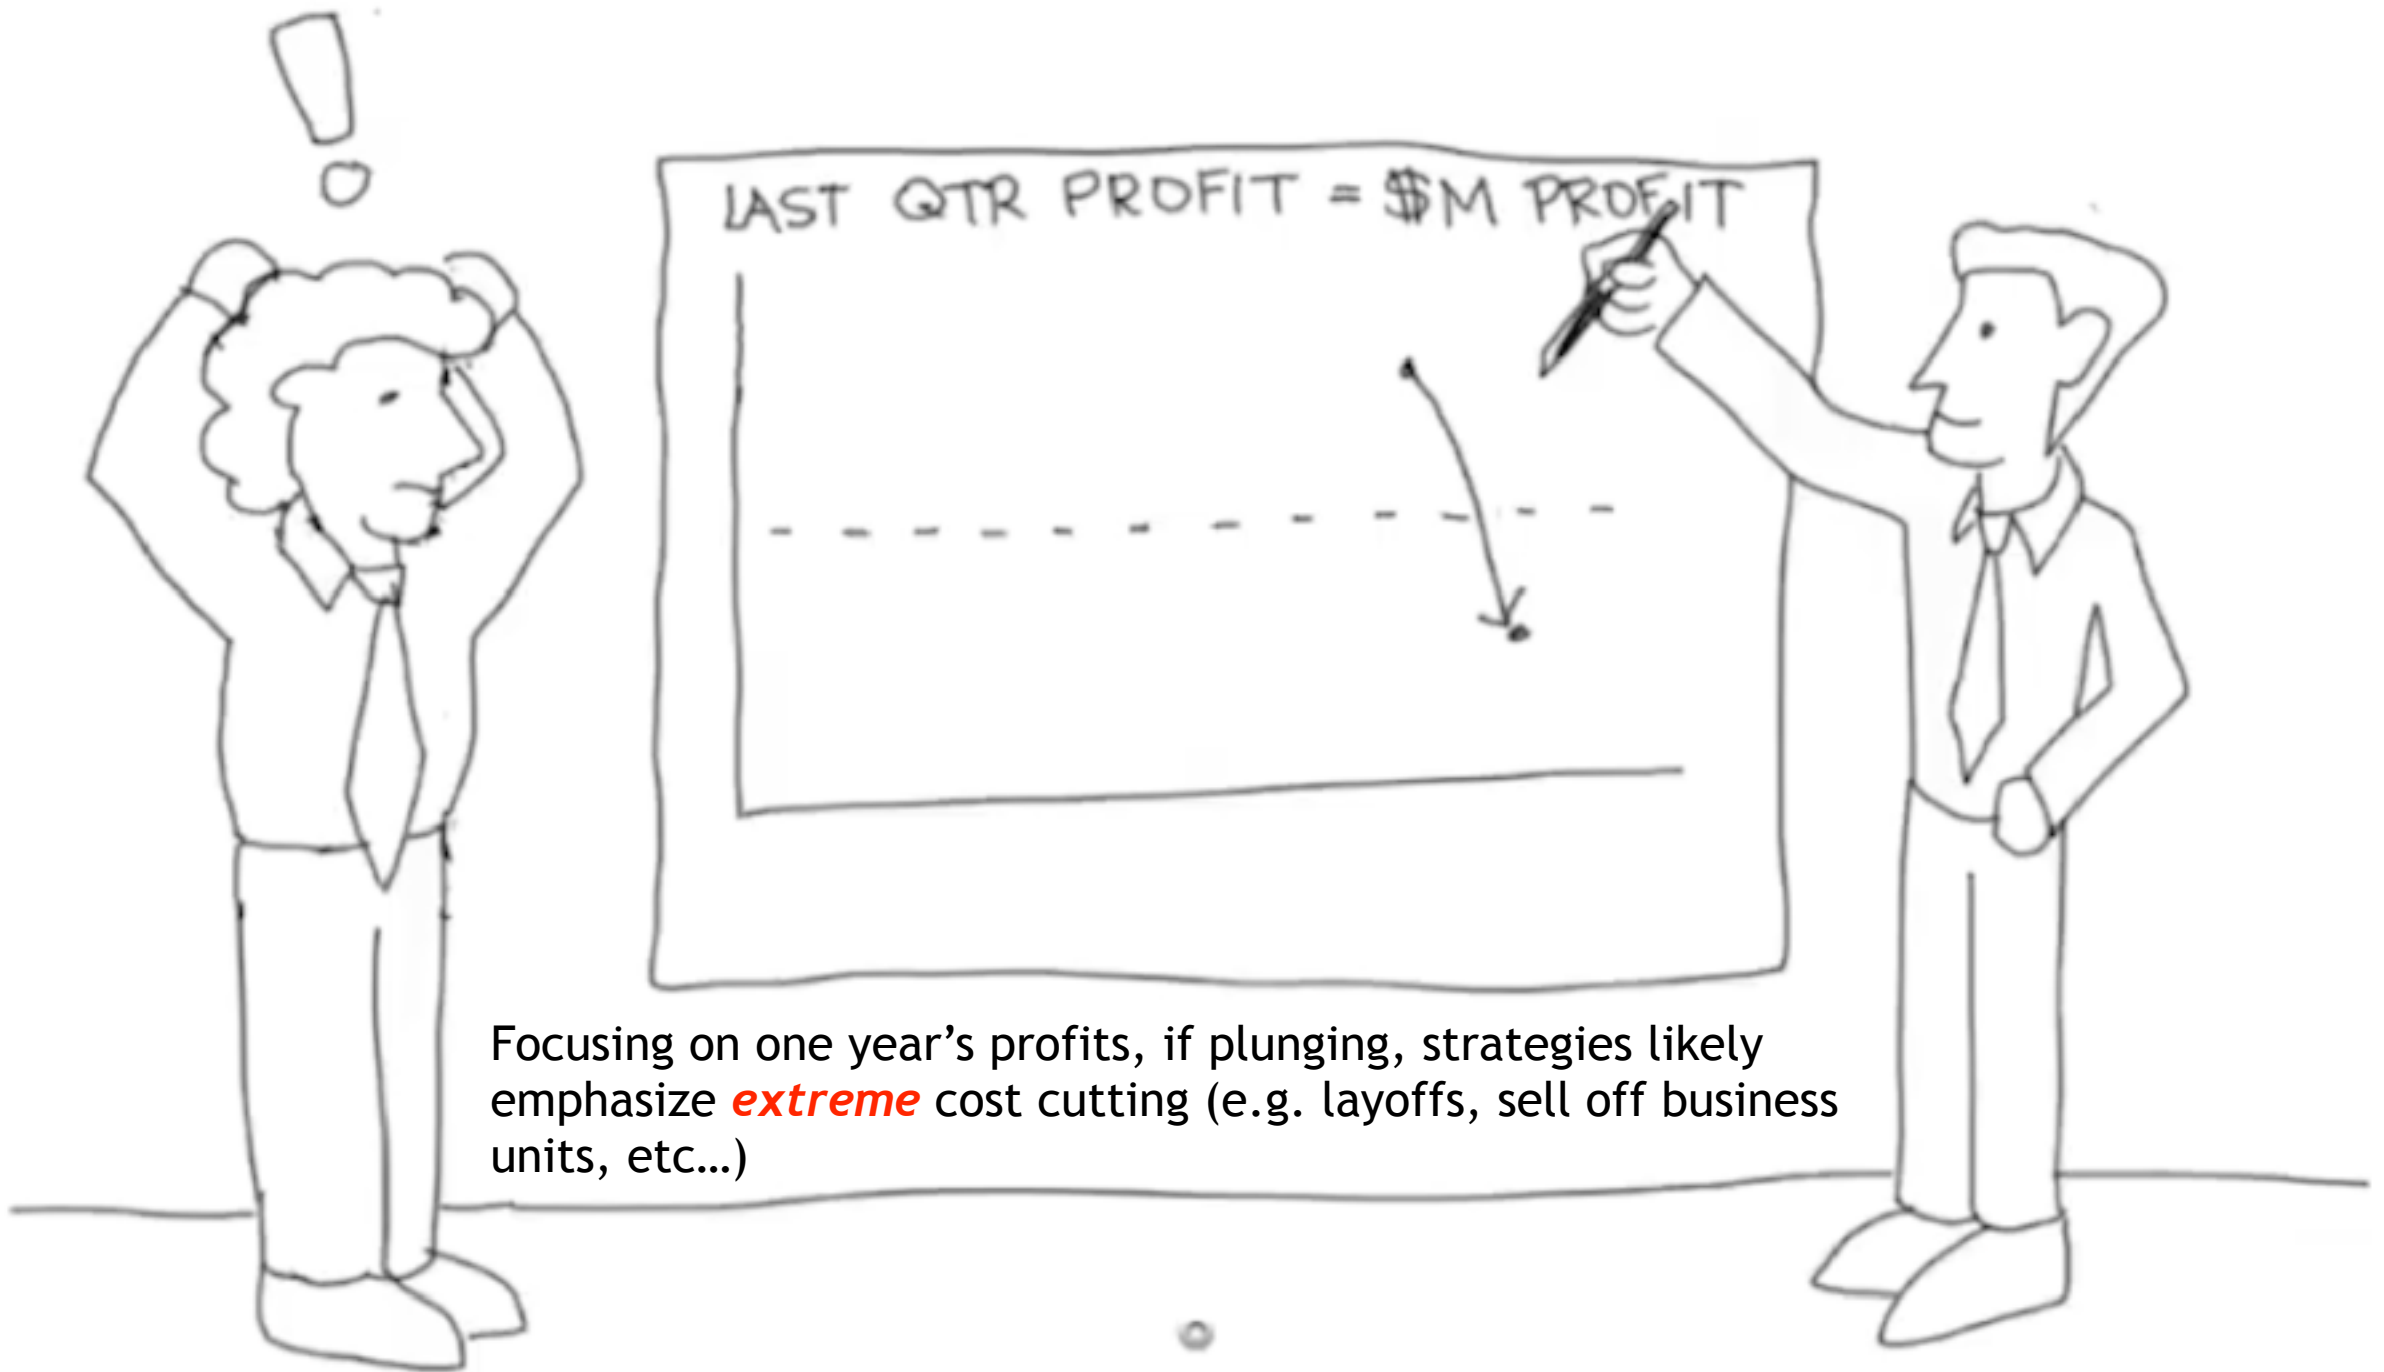 LAST QTR PROFIT = $M PROFIT
Focusing on one year’s profits, if plunging, strategies likely
emphasize extreme cost cutting (e.g. layoffs, sell off business
units, etc…)